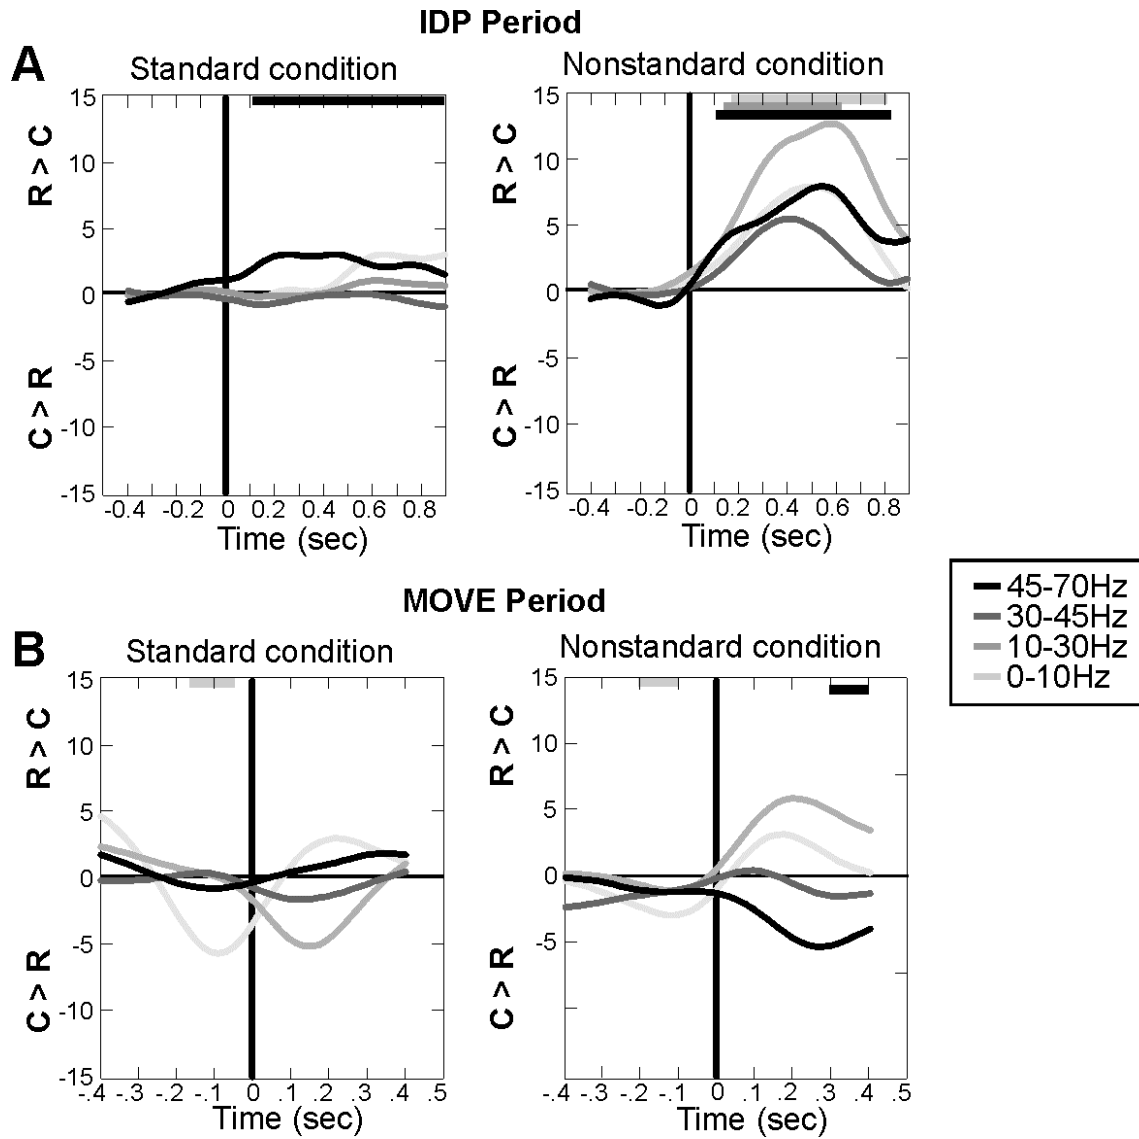 IDP Period
A
Standard condition
Nonstandard condition
R > C
C > R
15
10
5
0
-5
-10
-15
-0.4 -0.2 0 0.2 0.4 0.6 0.8
Time (sec)
R > C
C > R
15
10
5
0
-5
-10
-15
-0.4 -0.2 0 0.2 0.4 0.6 0.8
Time (sec)
45-70Hz
30-45Hz
10-30Hz
0-10Hz
MOVE Period
B
Standard condition
Nonstandard condition
R > C
C > R
15
10
5
0
-5
-10
-15
-.4 -.3 -.2 -.1 0 .1 .2 .3 .4 .5
Time (sec)
R > C
C > R
15
10
5
0
-5
-.4 -.3 -.2 -.1 0 .1 .2 .3 .4 .5
Time (sec)